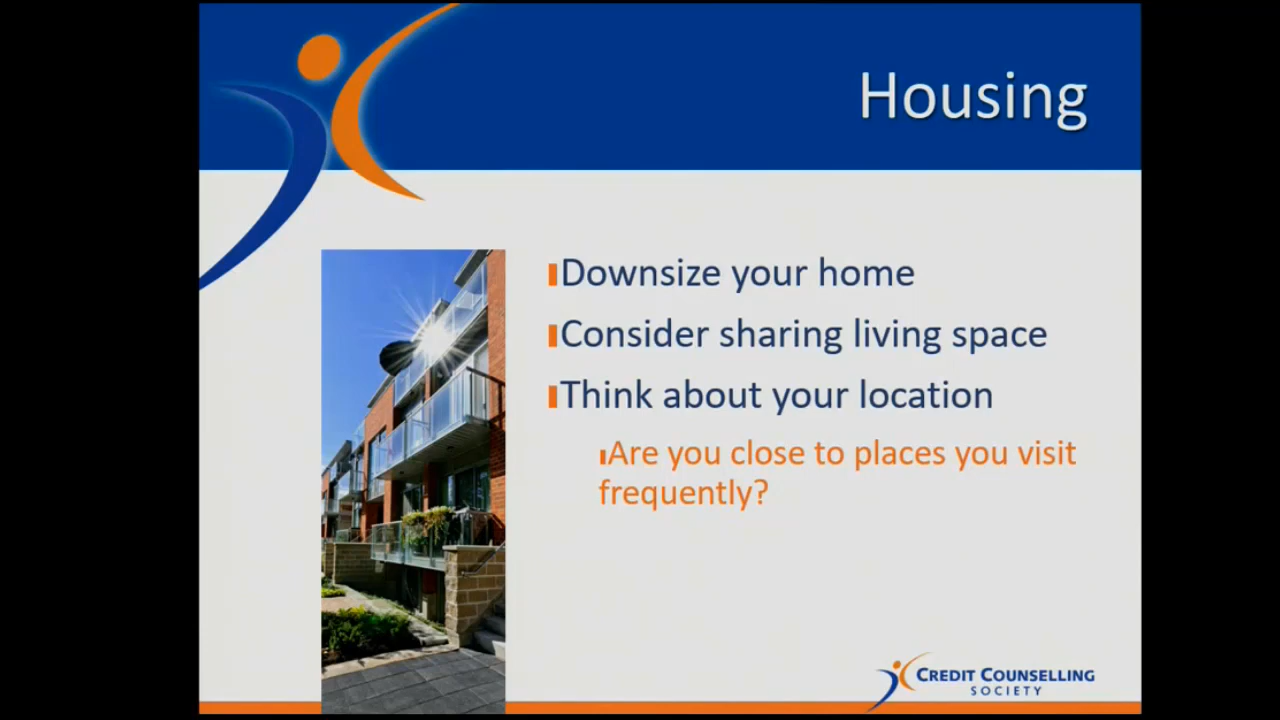 Housing
Downsize your home
Consider sharing living space
Think about your location
Are you close to places you visit
frequently?
CREDIT COUNSELLING
SOCIETY